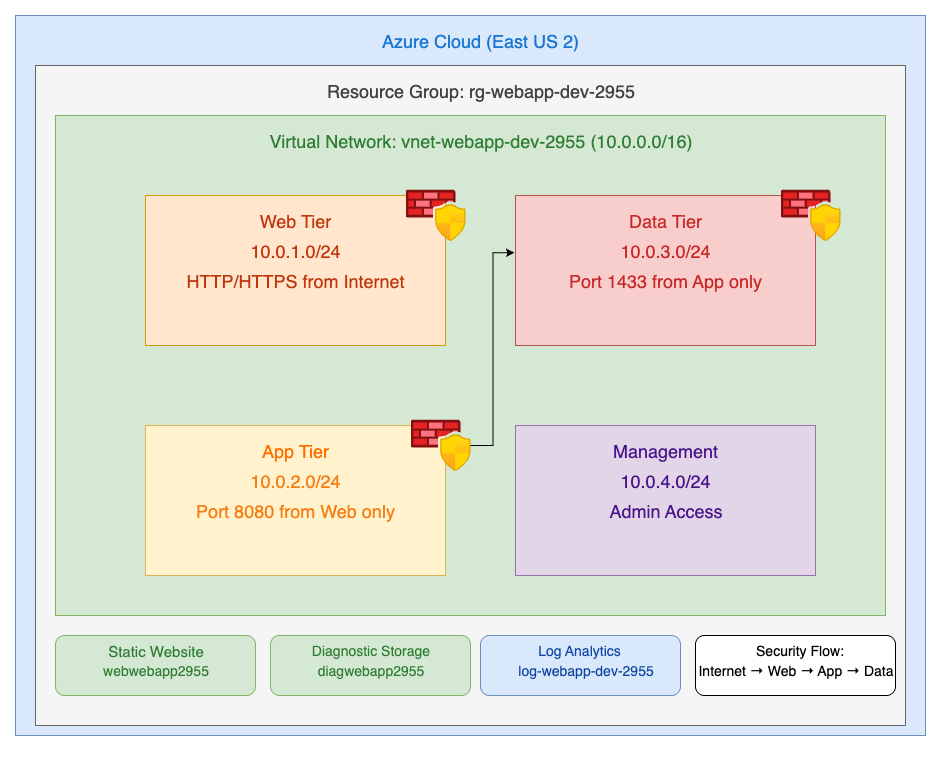 Azure Cloud (East US 2)
Resource Group: rg-webapp-dev-2955
Virtual Network: vnet-webapp-dev-2955 (10.0.0.0/16)
Web Tier
10.0.1.0/24
HTTP/HTTPS from Internet
Data Tier
10.0.3.0/24
Port 1433 from App only
App Tier
10.0.2.0/24
Port 8080 from Web only
Management
10.0.4.0/24
Admin Access
Static Website
webwebapp2955
Diagnostic Storage
diagwebapp2955
Log Analytics
log-webapp-dev-2955
Security Flow:
Internet → Web → App → Data